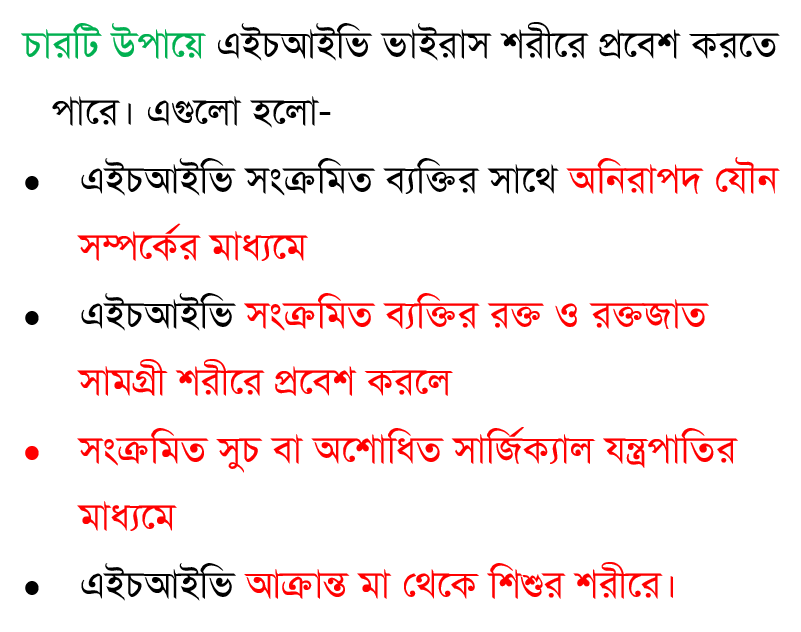 চারটি উপায়ে এইচআইভি ভাইরাস শরীরে প্রবেশ করতে
পারে। এগুলো হলো-
• এইচআইভি সংক্রমিত ব্যক্তির সাথে অনিরাপদ যৌন
সম্পর্কের মাধ্যমে
• এইচআইভি সংক্রমিত ব্যক্তির রক্ত ও রক্তজাত
সামগ্রী শরীরে প্রবেশ করলে
• সংক্রমিত সুচ বা অশোধিত সার্জিক্যাল যন্ত্রপাতির
মাধ্যমে
• এইচআইভি আক্রান্ত মা থেকে শিশুর শরীরে।